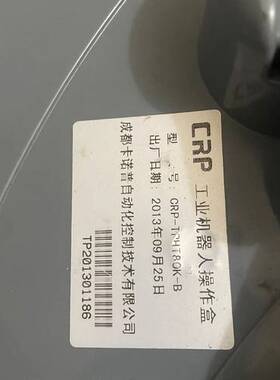 CRP 工业机器人操作盒
型 号: CRP-TPHT8QK-B
出厂日期: 2013年09月25日
成都卡诺普自动化控制技术有限公司
TP201301186